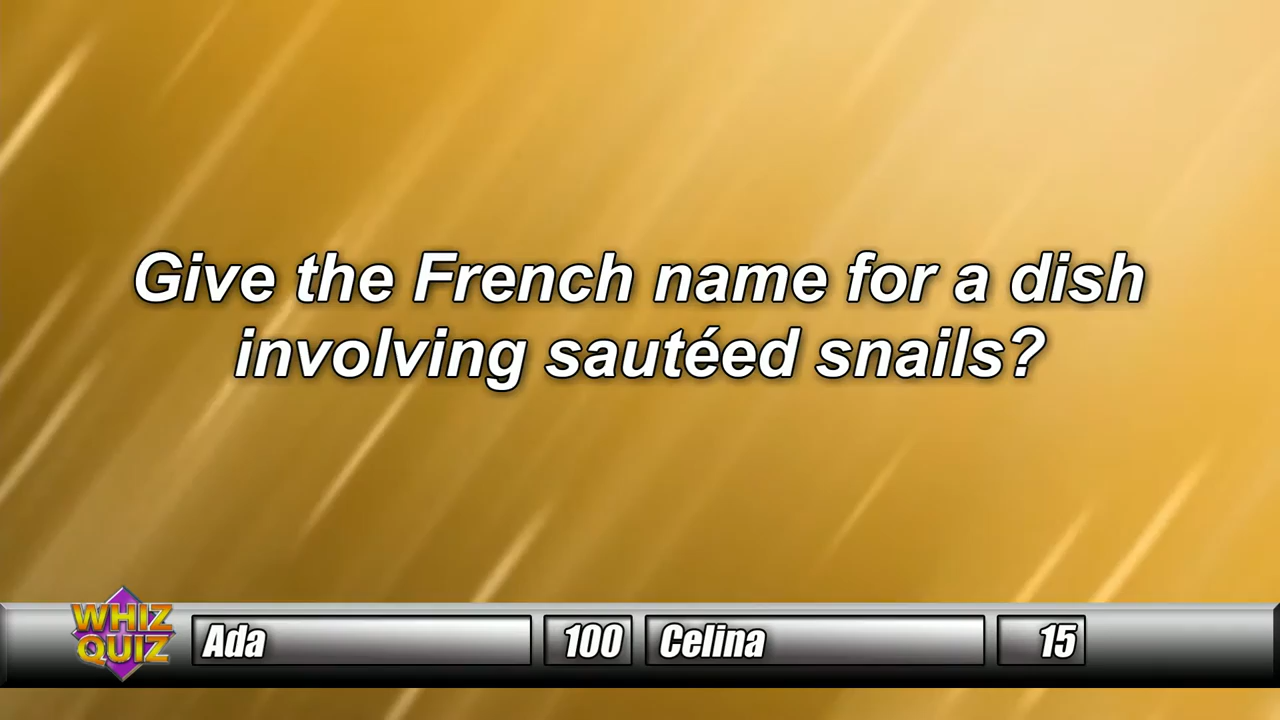 Give the French name for a dish
involving sautéed snails?
WHIZ
QUIZ
Ada 100 Celina 15